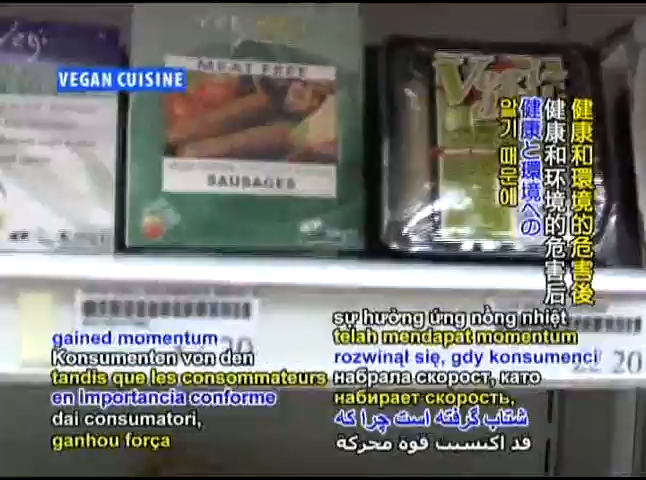 VEGAN CUISINE
MEAT FREE
SAUSAGES
健康和環境的危害後
健康和环境的危害后
健康と環境への
알기 때문에
gained momentum
Konsumenten von den
tandis que les consommateurs
en importancia conforme
dai consumatori,
ganhou força
sự hưởng ứng nồng nhiệt
telah mendapat momentum
rozwinął się, gdy konsumenci
набрала скорост, като
набирает скорость,
شتاب گرفته است چرا که
قد اكتسبت قوة محركة
20